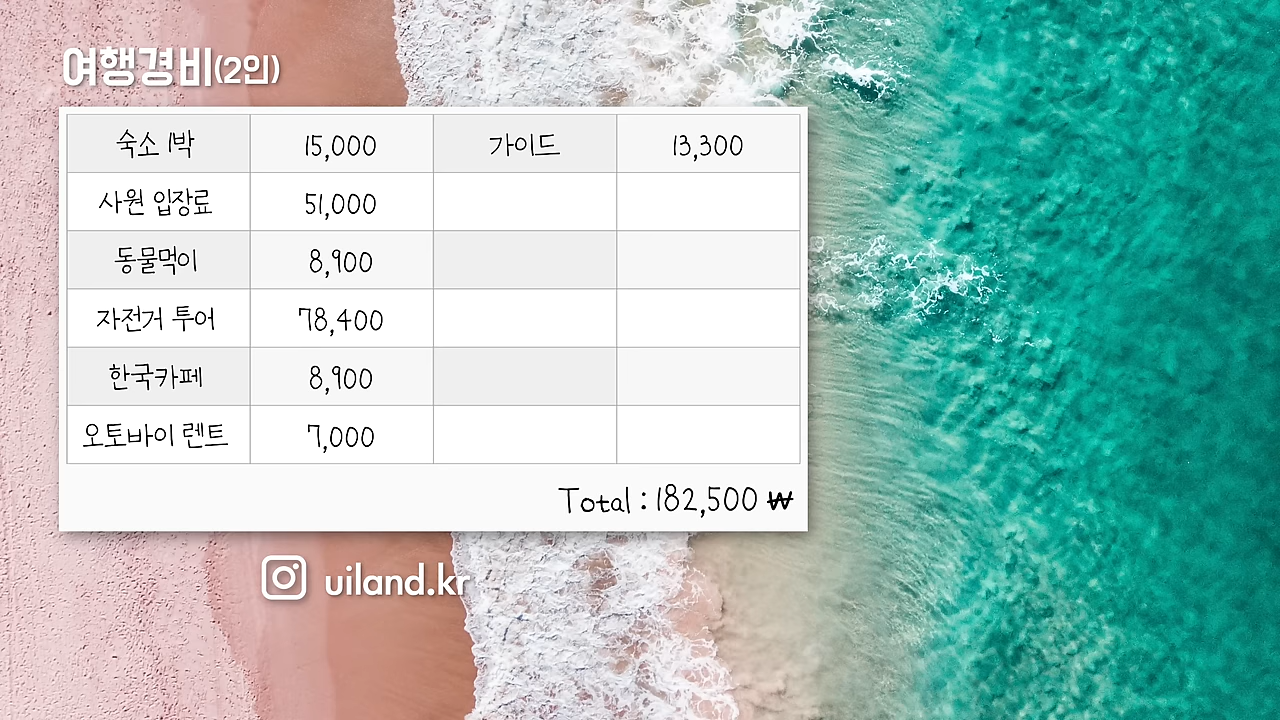 여행경비(2인)
숙소 1박 15,000 가이드 13,300
사원 입장료 51,000
동물먹이 8,900
자전거 투어 78,400
한국카페 8,900
오토바이 렌트 7,000
Total : 182,500 ₩
uiland.kr